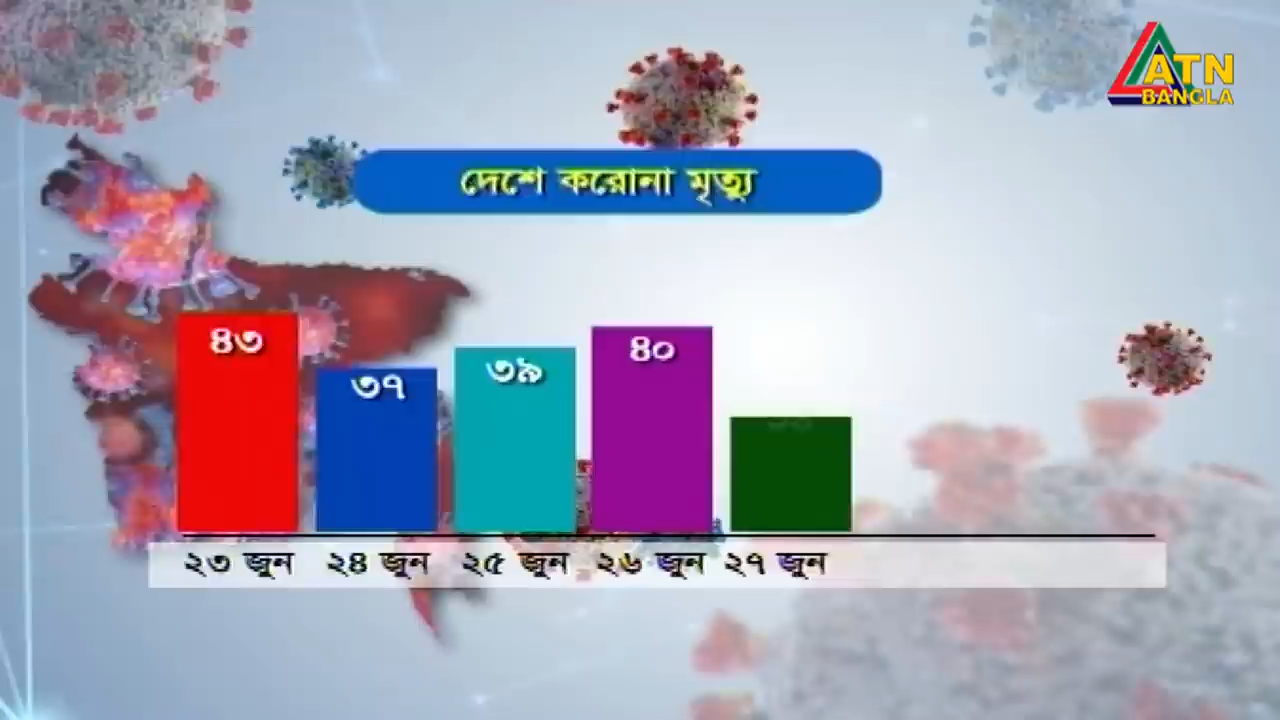 ATN
BANGLA
দেশে করোনা মৃত্যু
৪৩
৩৭
৩৯
৪০
২৩ জুন
২৪ জুন
২৫ জুন
২৬ জুন
২৭ জুন